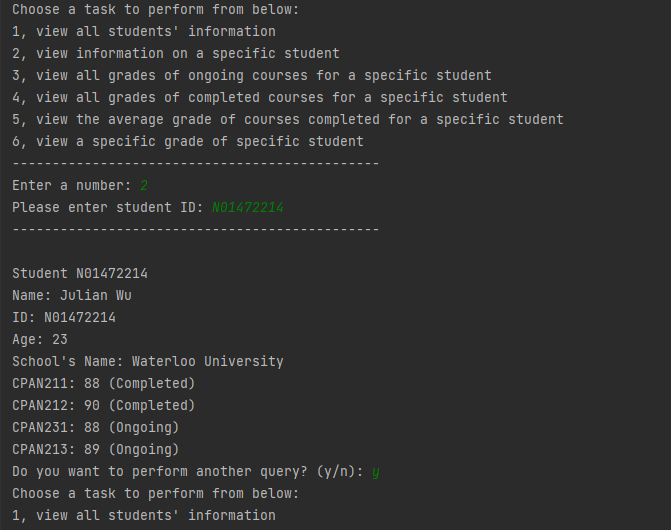 Choose a task to perform from below:
1, view all students' information
2, view information on a specific student
3, view all grades of ongoing courses for a specific student
4, view all grades of completed courses for a specific student
5, view the average grade of courses completed for a specific student
6, view a specific grade of specific student
----------------------------------------------
Enter a number: 2
Please enter student ID: N01472214
----------------------------------------------
Student N01472214
Name: Julian Wu
ID: N01472214
Age: 23
School's Name: Waterloo University
CPAN211: 88 (Completed)
CPAN212: 90 (Completed)
CPAN231: 88 (Ongoing)
CPAN213: 89 (Ongoing)
Do you want to perform another query? (y/n): y
Choose a task to perform from below:
1, view all students' information